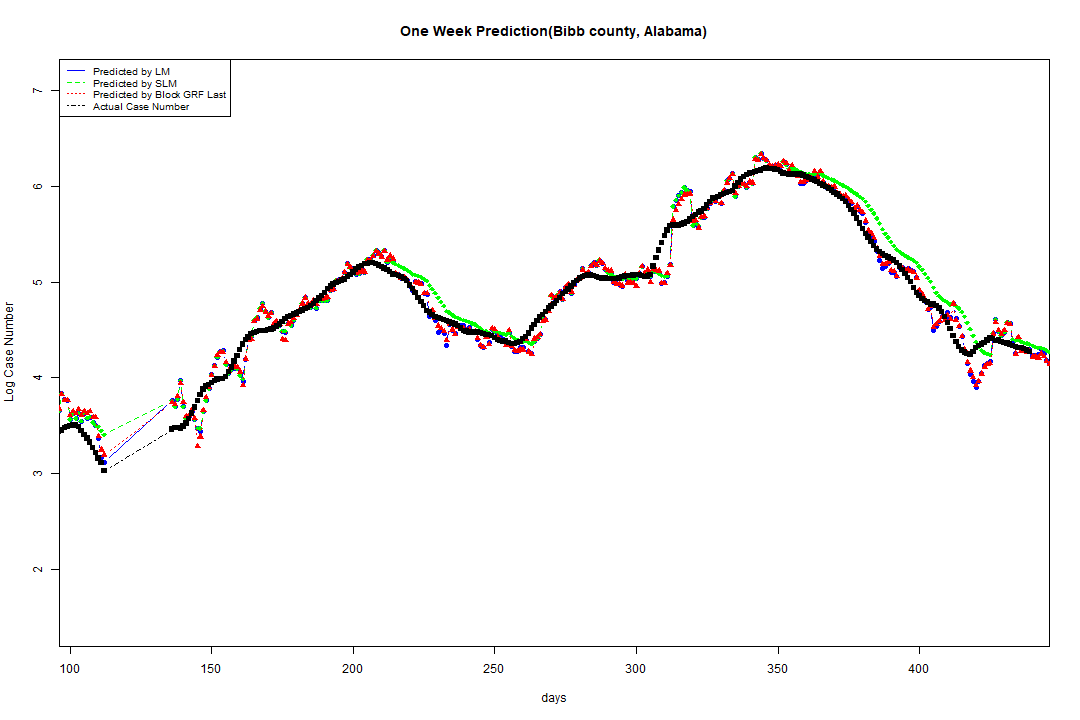 One Week Prediction(Bibb county, Alabama)
Predicted by LM
Predicted by SLM
Predicted by Block GRF Last
Actual Case Number
Log Case Number
7
6
5
4
3
2
100 150 200 250 300 350 400
days